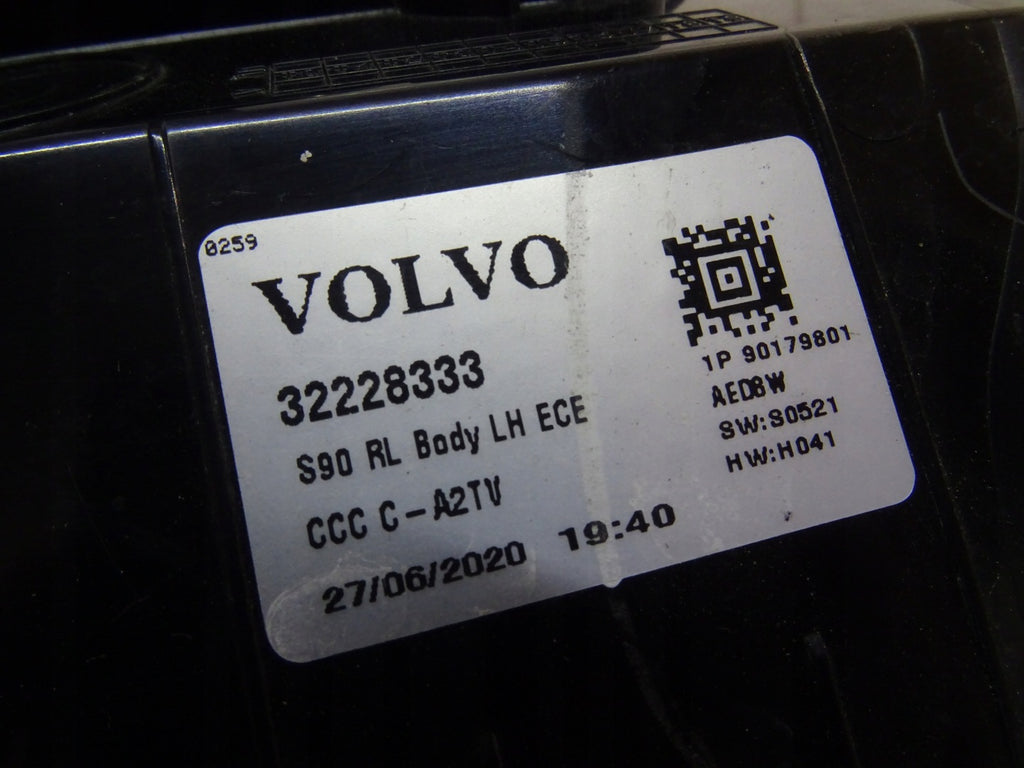 0259
VOLVO
32228333
S90 RL Body LH ECE
CCC C-A2TV
27/06/2020 19:40
1P 90179801
AED8W
SW:S0521
HW:H041